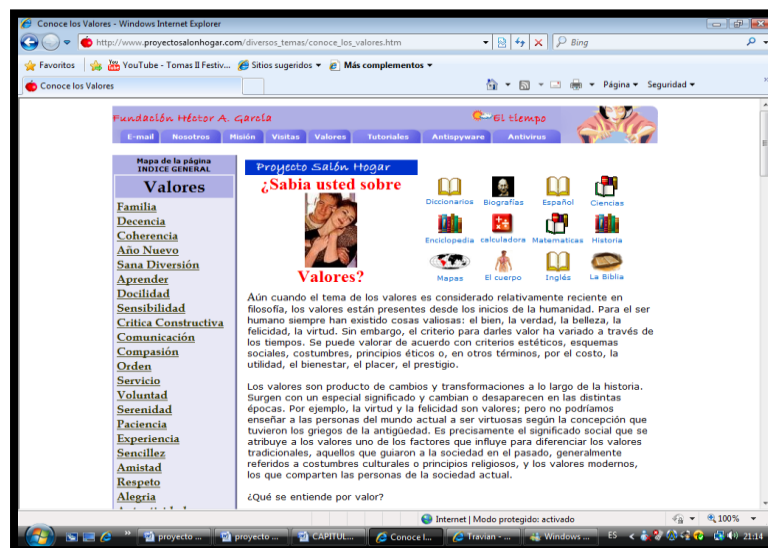 Conoce los Valores - Windows Internet Explorer
http://www.proyectosalonhogar.com/diversos_temas/conoce_los_valores.htm
Bing
Favoritos
YouTube - Tomas II Festiv...
Sitios sugeridos
Más complementos
Conoce los Valores
Página
Seguridad
Fundación Héctor A. García
El tiempo
E-mail
Nosotros
Misión
Visitas
Valores
Tutoriales
Antispyware
Antivirus
Mapa de la página
INDICE GENERAL
Valores
Familia
Decencia
Coherencia
Año Nuevo
Sana Diversión
Aprender
Docilidad
Sensibilidad
Critica Constructiva
Comunicación
Compasión
Orden
Servicio
Voluntad
Serenidad
Paciencia
Experiencia
Sencillez
Amistad
Respeto
Alegria
Proyecto Salón Hogar
¿Sabia usted sobre
Valores?
Diccionarios
Biografías
Español
Ciencias
Enciclopedia
calculadora
Matematicas
Historia
Mapas
El cuerpo
Inglés
La Biblia
Aún cuando el tema de los valores es considerado relativamente reciente en
filosofía, los valores están presentes desde los inicios de la humanidad. Para el ser
humano siempre han existido cosas valiosas: el bien, la verdad, la belleza, la
felicidad, la virtud. Sin embargo, el criterio para darles valor ha variado a través de
los tiempos. Se puede valorar de acuerdo con criterios estéticos, esquemas
sociales, costumbres, principios éticos o, en otros términos, por el costo, la
utilidad, el bienestar, el placer, el prestigio.
Los valores son producto de cambios y transformaciones a lo largo de la historia.
Surgen con un especial significado y cambian o desaparecen en las distintas
épocas. Por ejemplo, la virtud y la felicidad son valores; pero no podríamos
enseñar a las personas del mundo actual a ser virtuosas según la concepción que
tuvieron los griegos de la antigüedad. Es precisamente el significado social que se
atribuye a los valores uno de los factores que influye para diferenciar los valores
tradicionales, aquellos que guiaron a la sociedad en el pasado, generalmente
referidos a costumbres culturales o principios religiosos, y los valores modernos,
los que comparten las personas de la sociedad actual.
¿Qué se entiende por valor?
Internet | Modo protegido: activado
100%
proyecto ...
proyecto ...
CAPITUL...
Conoce l...
Travian - ...
Windows ...
ES
21:14